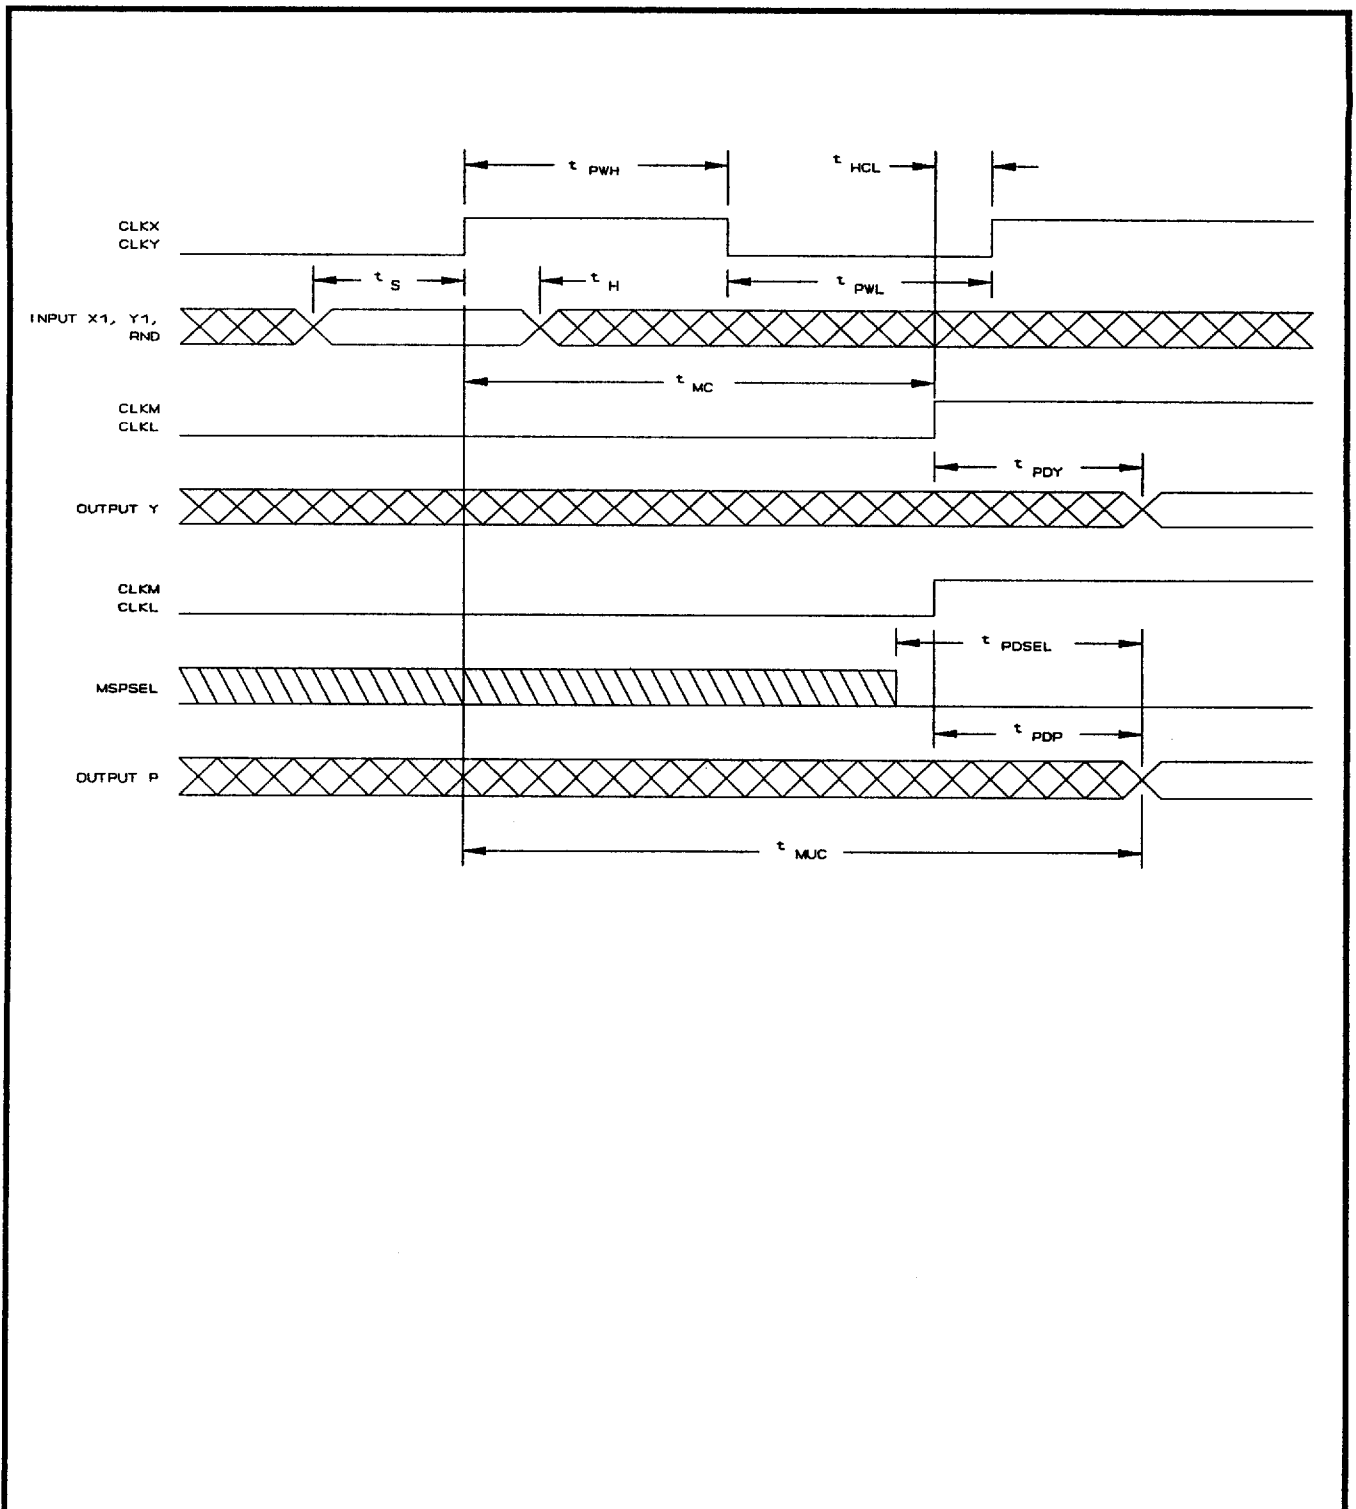 t PWH
t HCL
CLKX
CLKY
t S
t H
t PWL
INPUT X1, Y1,
RND
t MC
CLKM
CLKL
t PDY
OUTPUT Y
CLKM
CLKL
t PDSEL
MSPSEL
t PDP
OUTPUT P
t MUC